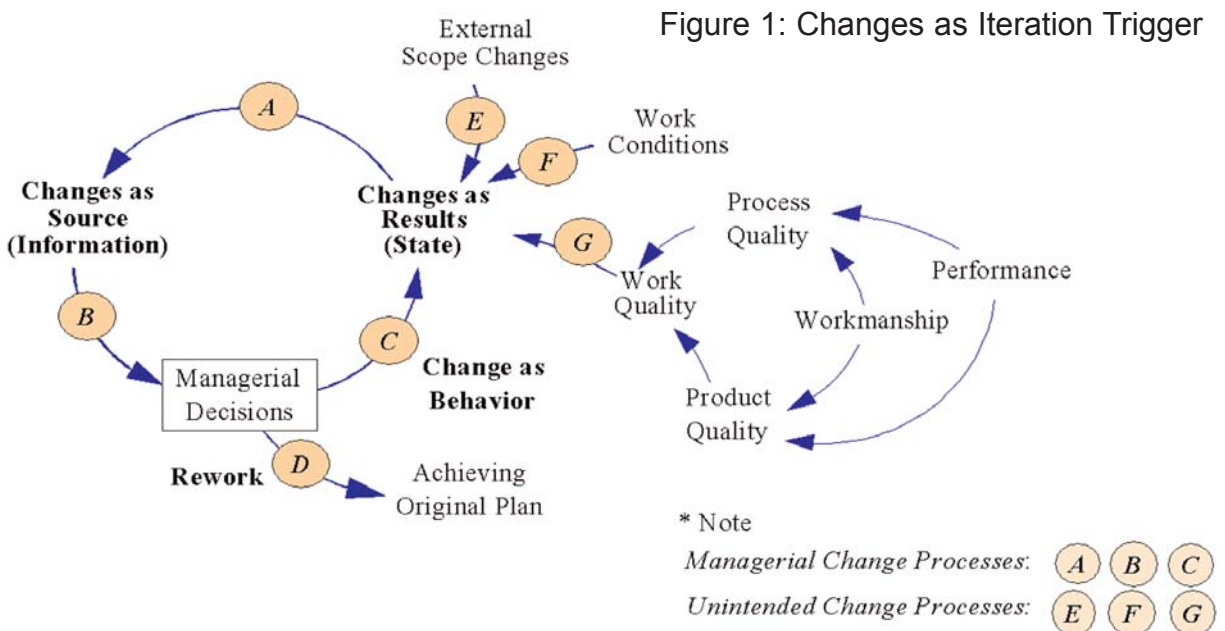 Figure 1: Changes as Iteration Trigger
External
Scope Changes
A
E
Work
Conditions
F
Changes as
Source
(Information)
Changes as
Results
(State)
G
Process
Quality
Performance
Work
Quality
Workmanship
B
C
Change as
Behavior
Managerial
Decisions
Product
Quality
Rework
D
Achieving
Original Plan
* Note
Managerial Change Processes: A B C
Unintended Change Processes: E F G